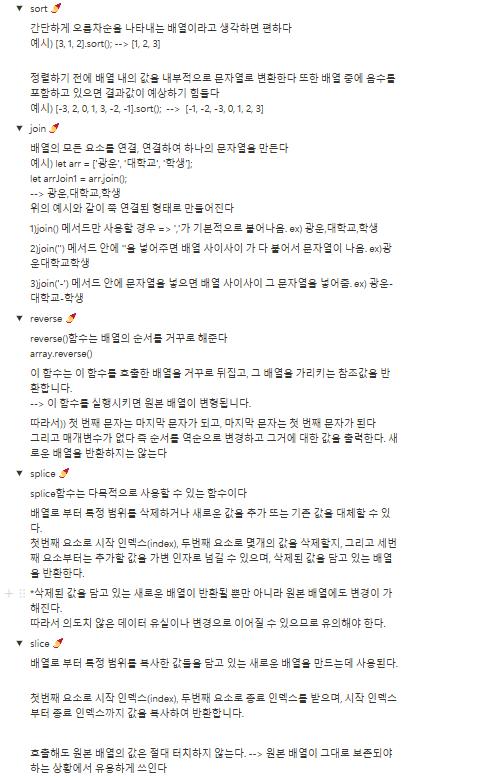 sort
간단하게 오름차순을 나타내는 배열이라고 생각하면 편하다
예시) [3, 1, 2].sort(); --> [1, 2, 3]
정렬하기 전에 배열 내의 값을 내부적으로 문자열로 변환한다 또한 배열 중에 음수를
포함하고 있으면 결과값이 예상하기 힘들다
예시) [-3, 2, 0, 1, 3, -2, -1].sort(); --> [-1, -2, -3, 0, 1, 2, 3]
join
배열의 모든 요소를 연결, 연결하여 하나의 문자열을 만든다
예시) let arr = ['광운', '대학교', '학생'];
let arrJoin1 = arr.join();
--> 광운,대학교,학생
위의 예시와 같이 쭉 연결된 형태로 만들어진다
1)join() 메서드만 사용할 경우 => ','가 기본적으로 붙어나옴. ex) 광운,대학교,학생
2)join('') 메서드 안에 ''을 넣어주면 배열 사이사이 가 다 붙어서 문자열이 나옴. ex)광
운대학교학생
3)join('-') 메서드 안에 문자열을 넣으면 배열 사이사이 그 문자열을 넣어줌. ex) 광운-
대학교-학생
reverse
reverse()함수는 배열의 순서를 거꾸로 해준다
array.reverse()
이 함수는 이 함수를 호출한 배열을 거꾸로 뒤집고, 그 배열을 가리키는 참조값을 반
환합니다.
--> 이 함수를 실행시키면 원본 배열이 변형됩니다.
따라서)) 첫 번째 문자는 마지막 문자가 되고, 마지막 문자는 첫 번째 문자가 된다
그리고 매개변수가 없다 즉 순서를 역순으로 변경하고 그거에 대한 값을 출력한다. 새
로운 배열을 반환하지는 않는다
splice
splice함수는 다목적으로 사용할 수 있는 함수이다
배열로 부터 특정 범위를 삭제하거나 새로운 값을 추가 또는 기존 값을 대체할 수 있
다.
첫번째 요소로 시작 인덱스(index), 두번째 요소로 몇개의 값을 삭제할지, 그리고 세번
째 요소부터는 추가할 값을 가변 인자로 넘길 수 있으며, 삭제된 값을 담고 있는 배열
을 반환한다.
*삭제된 값을 담고 있는 새로운 배열이 반환될 뿐만 아니라 원본 배열에도 변경이 가
해진다.
따라서 의도치 않은 데이터 유실이나 변경으로 이어질 수 있으므로 유의해야 한다.
slice
배열로 부터 특정 범위를 복사한 값들을 담고 있는 새로운 배열을 만드는데 사용된다.
첫번째 요소로 시작 인덱스(index), 두번째 요소로 종료 인덱스를 받으며, 시작 인덱스
부터 종료 인덱스까지 값을 복사하여 반환합니다.
호출해도 원본 배열의 값은 절대 터치하지 않는다. --> 원본 배열이 그대로 보존되야
하는 상황에서 유용하게 쓰인다